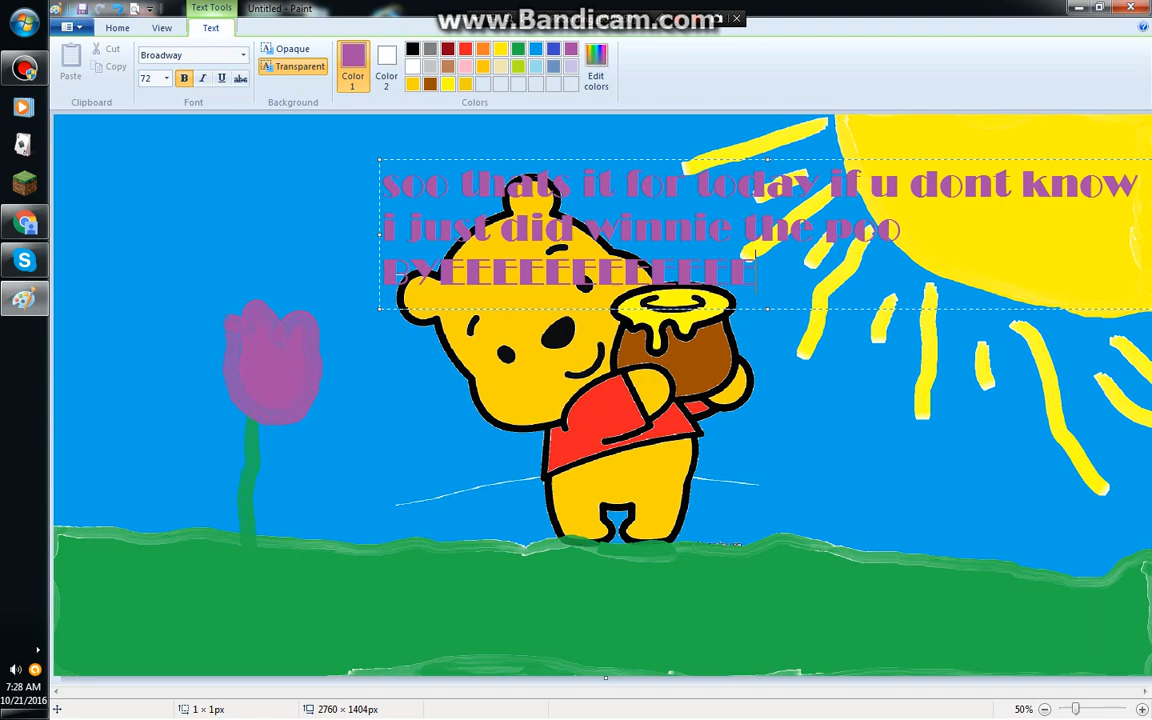 Text Tools
Untitled - Paint
www.Bandicam.com
Home
View
Text
Paste
Cut
Copy
Clipboard
Broadway
72
B
I
U
abc
Font
Opaque
Transparent
Background
Color
1
Color
2
Edit
colors
Colors
soo thats it for today if u dont know
i just did winnie the poo
BYEEEEEEEEEEEE
7:28 AM
10/21/2016
1 × 1px
2760 × 1404px
50%